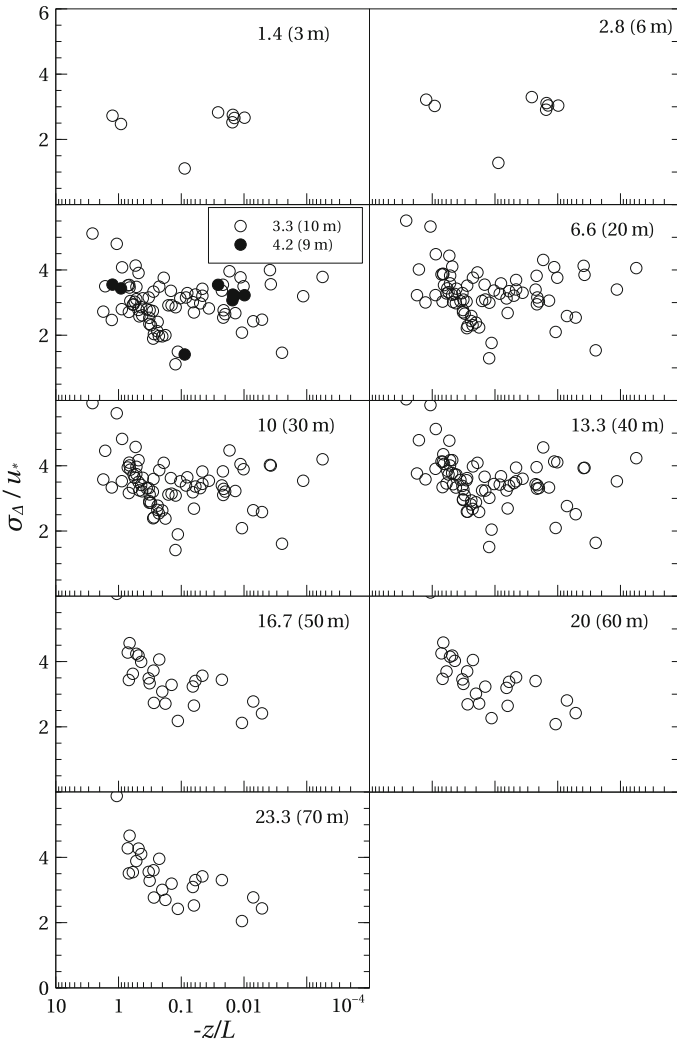 6
1.4 (3 m)
2.8 (6 m)
4
2
3.3 (10 m)
4.2 (9 m)
6.6 (20 m)
4
2
10 (30 m)
13.3 (40 m)
4
2
σ_Δ / u_*
16.7 (50 m)
20 (60 m)
4
2
23.3 (70 m)
4
2
0
10 1 0.1 0.01 10^-4
-z/L